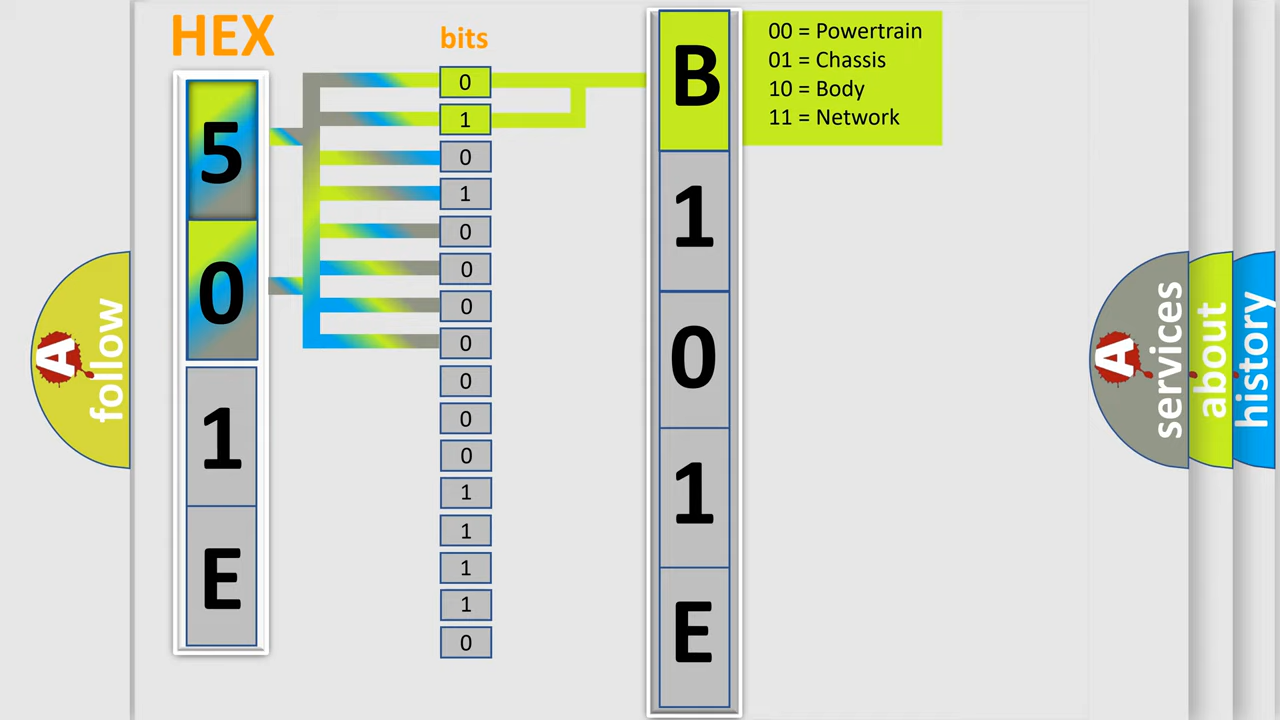 HEX
bits
5
0
1
E
0
1
0
1
0
0
0
0
0
0
0
1
1
1
1
0
B
1
0
1
E
00 = Powertrain
01 = Chassis
10 = Body
11 = Network
A
follow
A
services
about
history